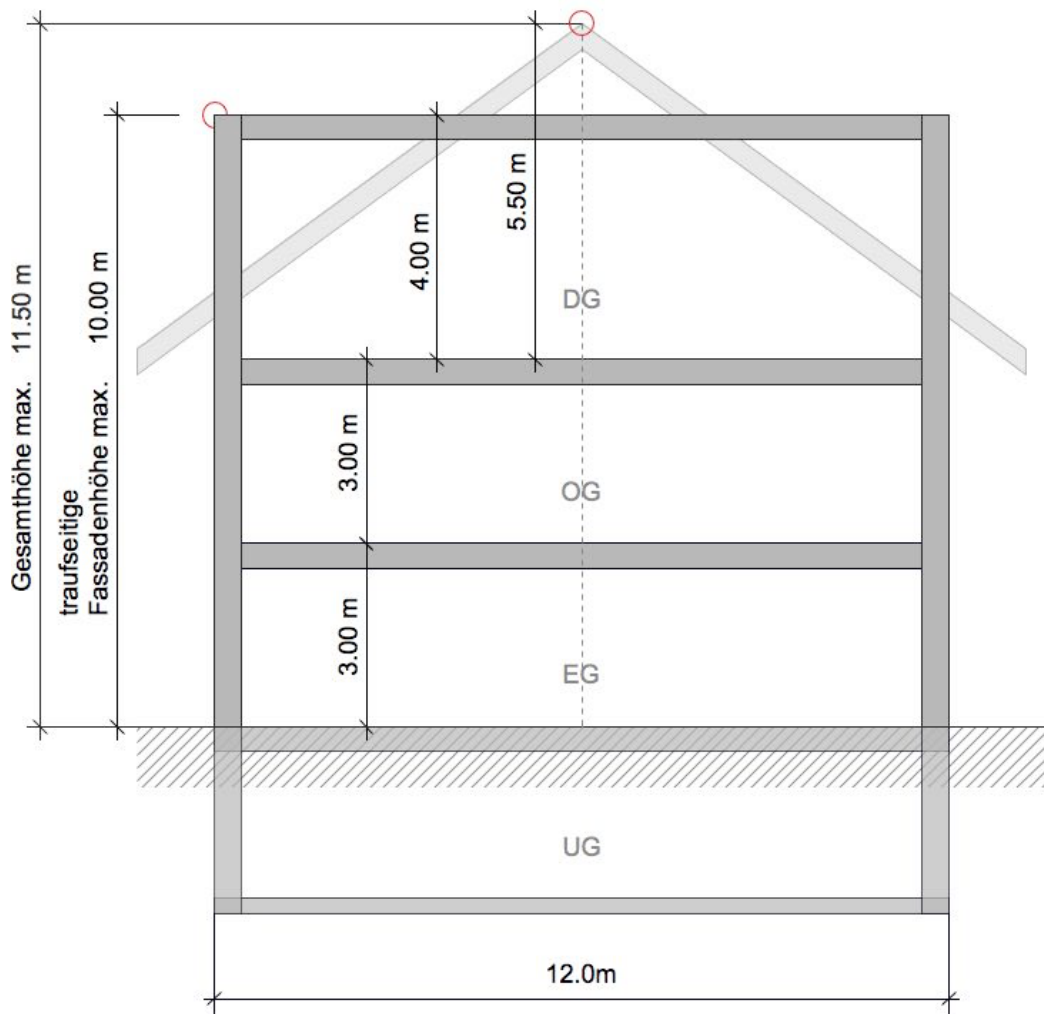 Gesamthöhe max. 11.50 m
traufseitige
Fassadenhöhe max. 10.00 m
5.50 m
4.00 m
DG
3.00 m
OG
3.00 m
EG
UG
12.0m